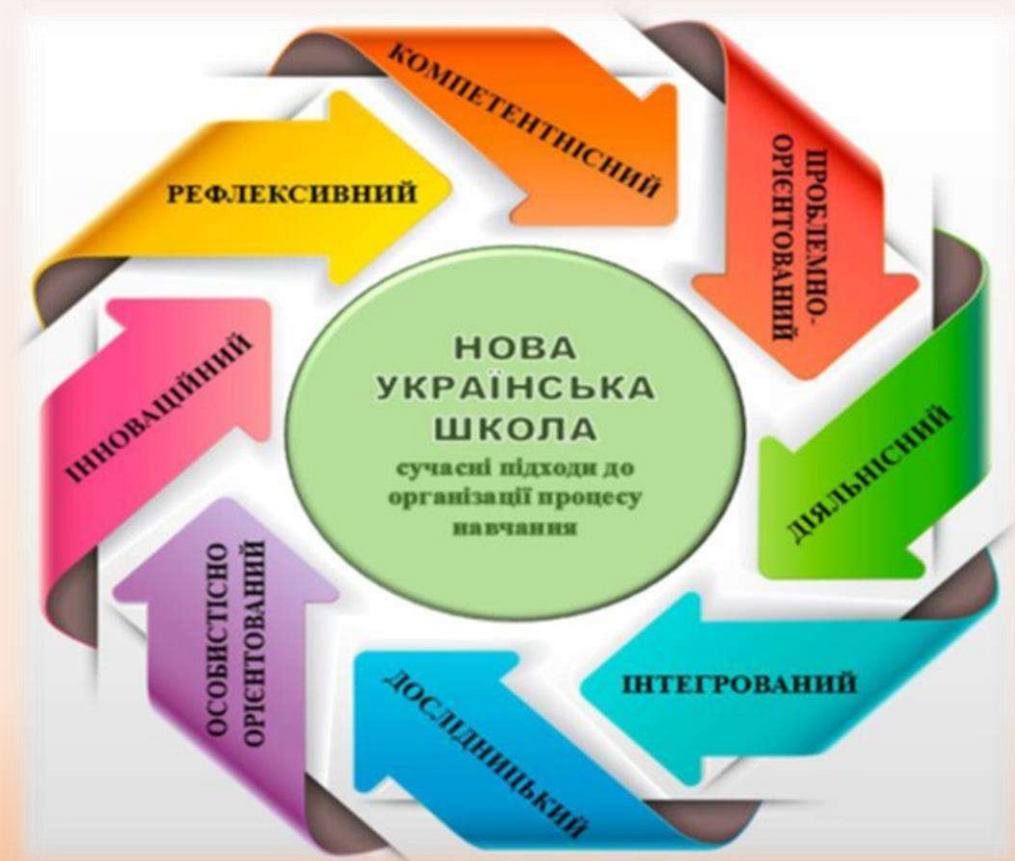 НОВА
УКРАЇНСЬКА
ШКОЛА
сучасні підходи до
організації процесу
навчання
КОМПЕТЕНТНІСНИЙ
ПРОБЛЕМНО-
ОРІЄНТОВАНИЙ
ДІЯЛЬНІСНИЙ
ІНТЕГРОВАНИЙ
ДОСЛІДНИЦЬКИЙ
ОСОБИСТІСНО
ОРІЄНТОВАНИЙ
ІННОВАЦІЙНИЙ
РЕФЛЕКСИВНИЙ